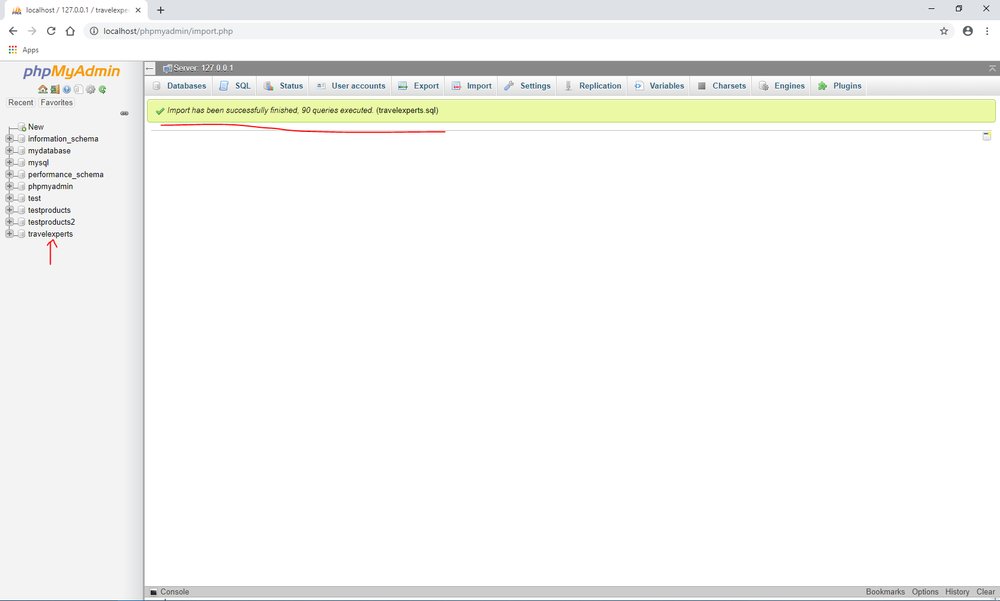 localhost / 127.0.0.1 / travelexper
localhost/phpmyadmin/import.php
Apps
phpMyAdmin
Recent Favorites
New
information_schema
mydatabase
mysql
performance_schema
phpmyadmin
test
testproducts
testproducts2
travelexperts
Server: 127.0.0.1
Databases SQL Status User accounts Export Import Settings Replication Variables Charsets Engines Plugins
Import has been successfully finished, 90 queries executed. (travelexperts.sql)
Console Bookmarks Options History Clear